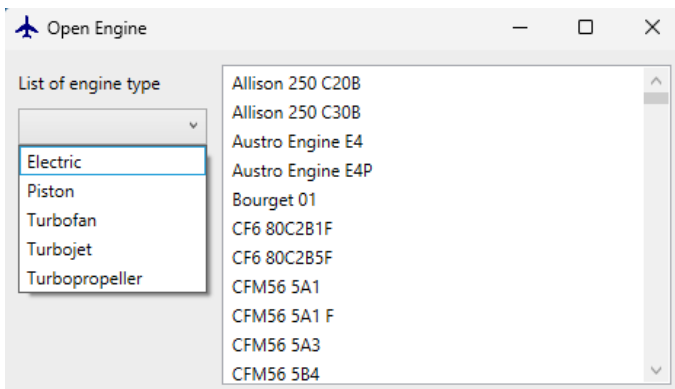 Open Engine
List of engine type
Electric
Piston
Turbofan
Turbojet
Turbopropeller
Allison 250 C20B
Allison 250 C30B
Austro Engine E4
Austro Engine E4P
Bourget 01
CF6 80C2B1F
CF6 80C2B5F
CFM56 5A1
CFM56 5A1 F
CFM56 5A3
CFM56 5B4